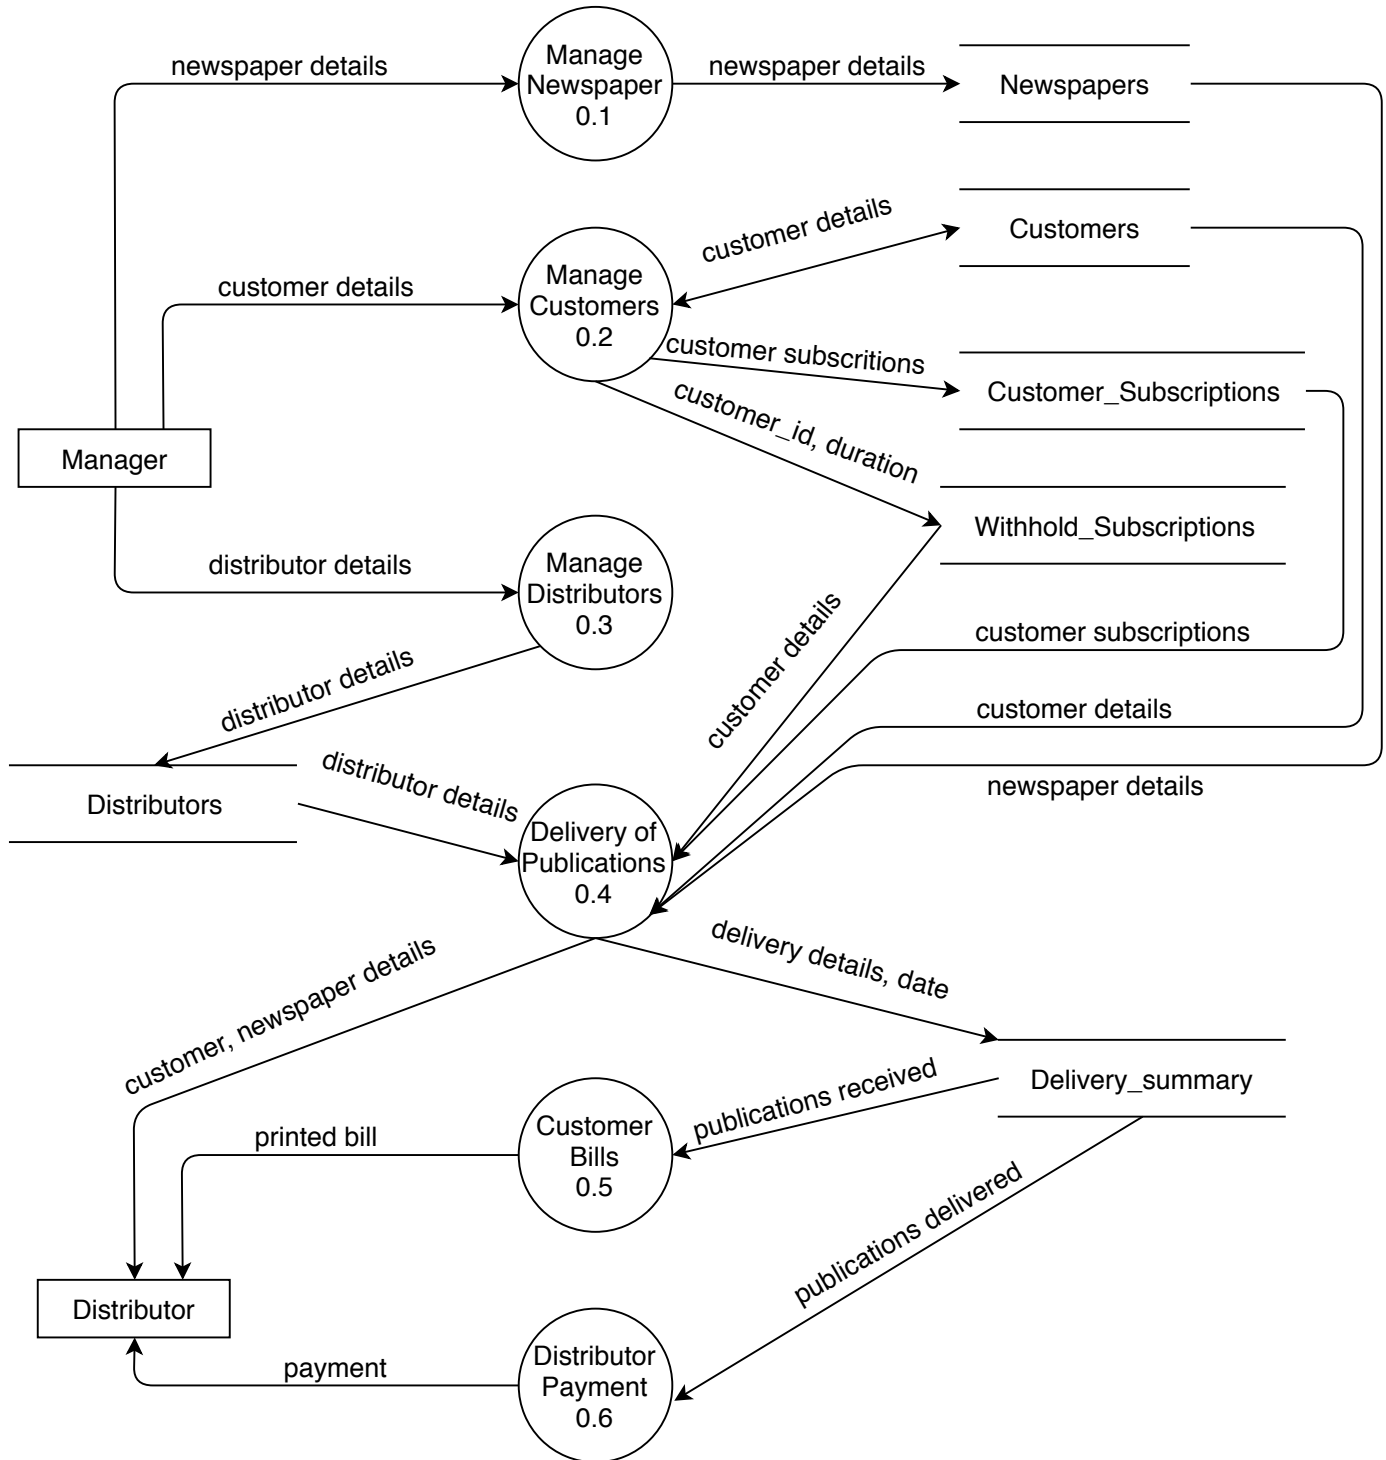 newspaper details
Manage
Newspaper
0.1
newspaper details
Newspapers
customer details
Manage
Customers
0.2
customer details
Customers
customer subscritions
Customer_Subscriptions
customer_id, duration
Withhold_Subscriptions
Manager
distributor details
Manage
Distributors
0.3
customer details
customer subscriptions
distributor details
customer details
newspaper details
Distributors
distributor details
Delivery of
Publications
0.4
customer, newspaper details
delivery details, date
Delivery_summary
publications received
printed bill
Customer
Bills
0.5
publications delivered
Distributor
payment
Distributor
Payment
0.6